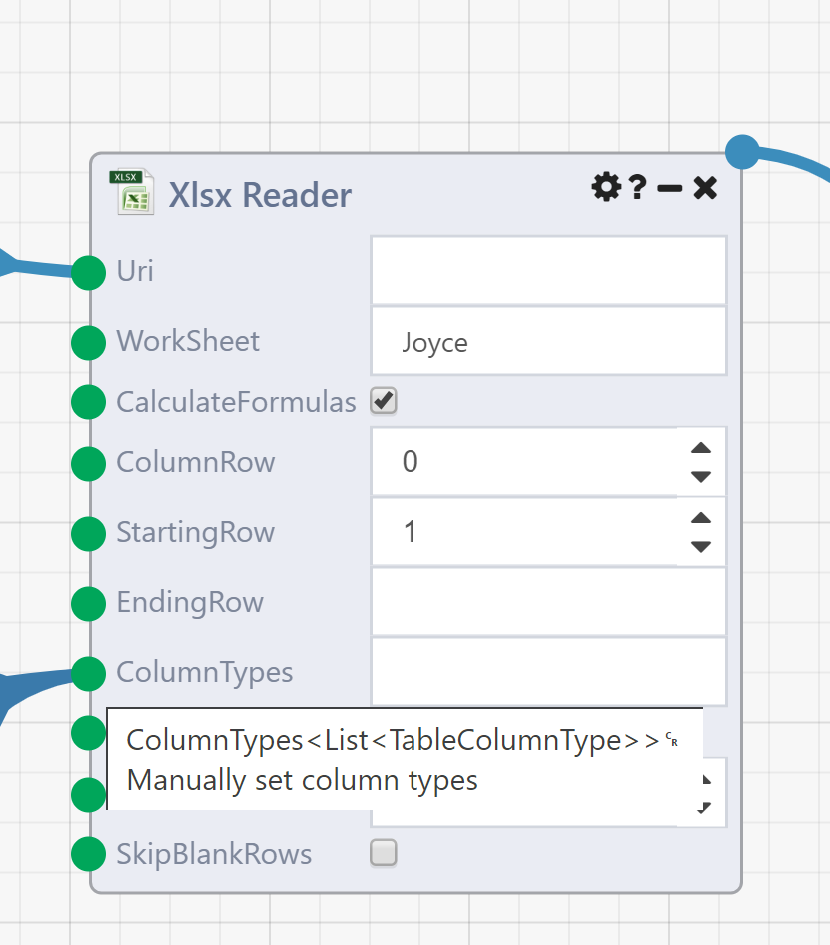 XLSX
Xlsx Reader
?
Uri
WorkSheet
Joyce
CalculateFormulas
ColumnRow
0
StartingRow
1
EndingRow
ColumnTypes
ColumnTypes<List<TableColumnType>>␍
Manually set column types
SkipBlankRows